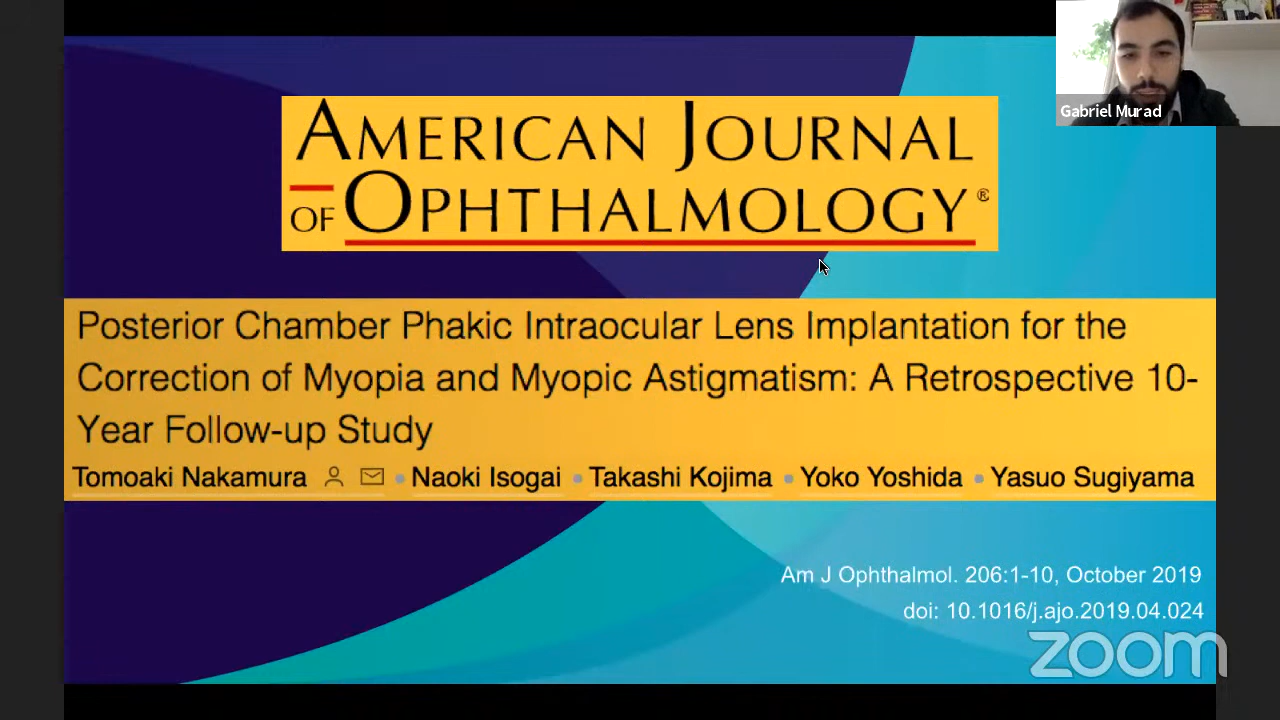 AMERICAN JOURNAL
OF OPHTHALMOLOGY®
Gabriel Murad
Posterior Chamber Phakic Intraocular Lens Implantation for the
Correction of Myopia and Myopic Astigmatism: A Retrospective 10-
Year Follow-up Study
Tomoaki Nakamura • Naoki Isogai • Takashi Kojima • Yoko Yoshida • Yasuo Sugiyama
Am J Ophthalmol. 206:1-10, October 2019
doi: 10.1016/j.ajo.2019.04.024
zoom